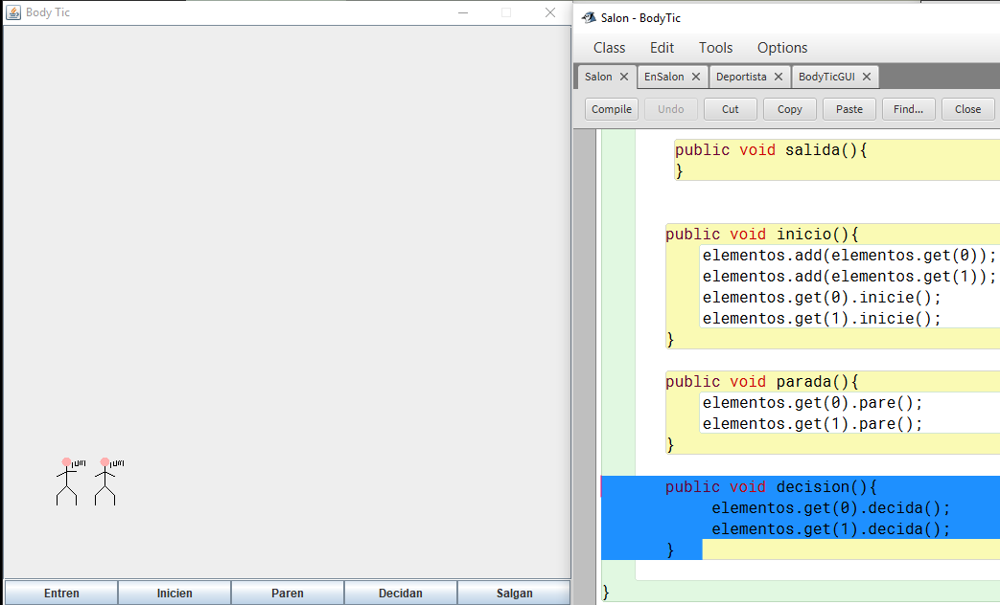 Body Tic
Entren
Inicien
Paren
Decidan
Salgan
Salon - BodyTic
Class Edit Tools Options
Salon EnSalon Deportista BodyTicGUI
Compile Undo Cut Copy Paste Find... Close
public void salida(){
}
public void inicio(){
elementos.add(elementos.get(0));
elementos.add(elementos.get(1));
elementos.get(0).inicie();
elementos.get(1).inicie();
}
public void parada(){
elementos.get(0).pare();
elementos.get(1).pare();
}
public void decision(){
elementos.get(0).decida();
elementos.get(1).decida();
}
}